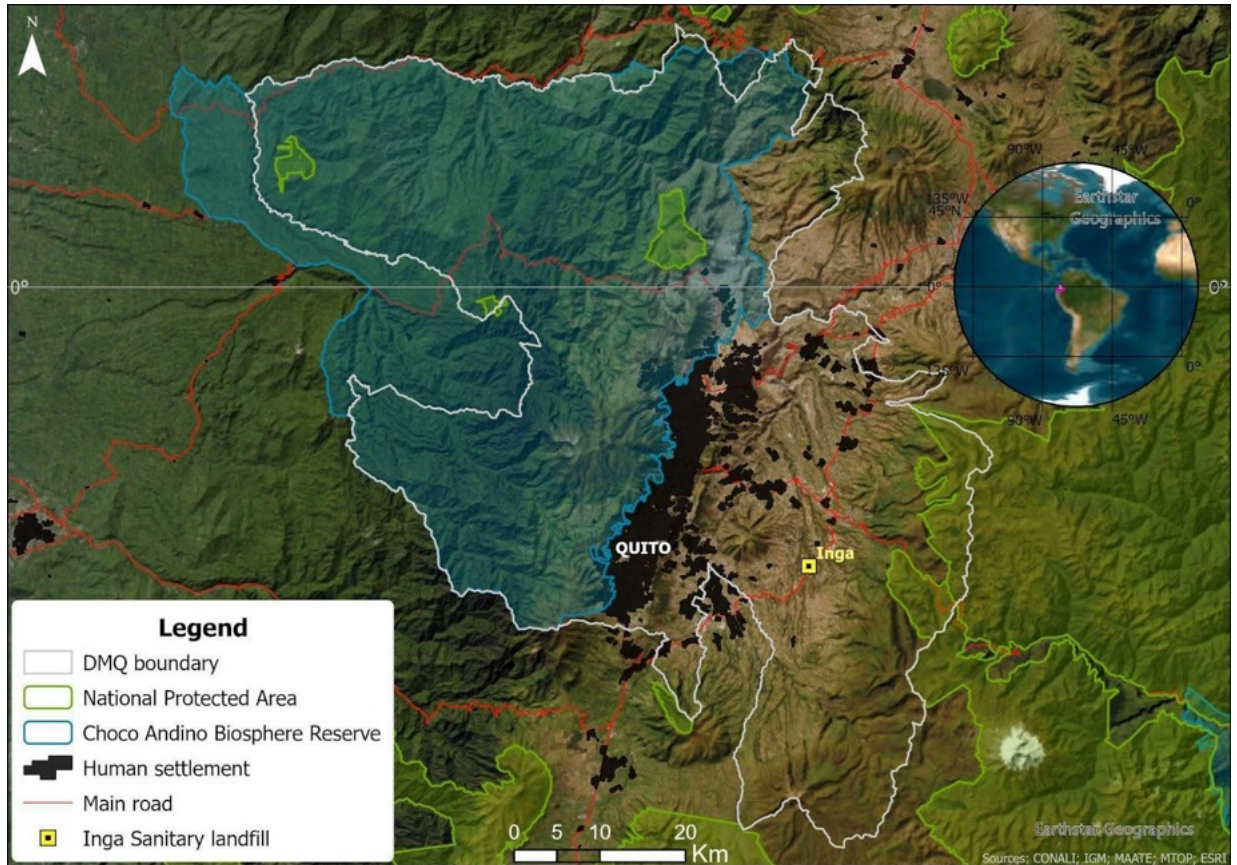 N
90°W
45°W
135°W
45°N
Earthstar
Geographics
0°
0°
0°
0°
135°W
0°
90°W
45°W
QUITO
Inga
Legend
DMQ boundary
National Protected Area
Choco Andino Biosphere Reserve
Human settlement
Main road
Inga Sanitary landfill
0 5 10 20
Km
Earthstar Geographics
Sources: CONALI; IGM; MAATE; MTOP; ESRI